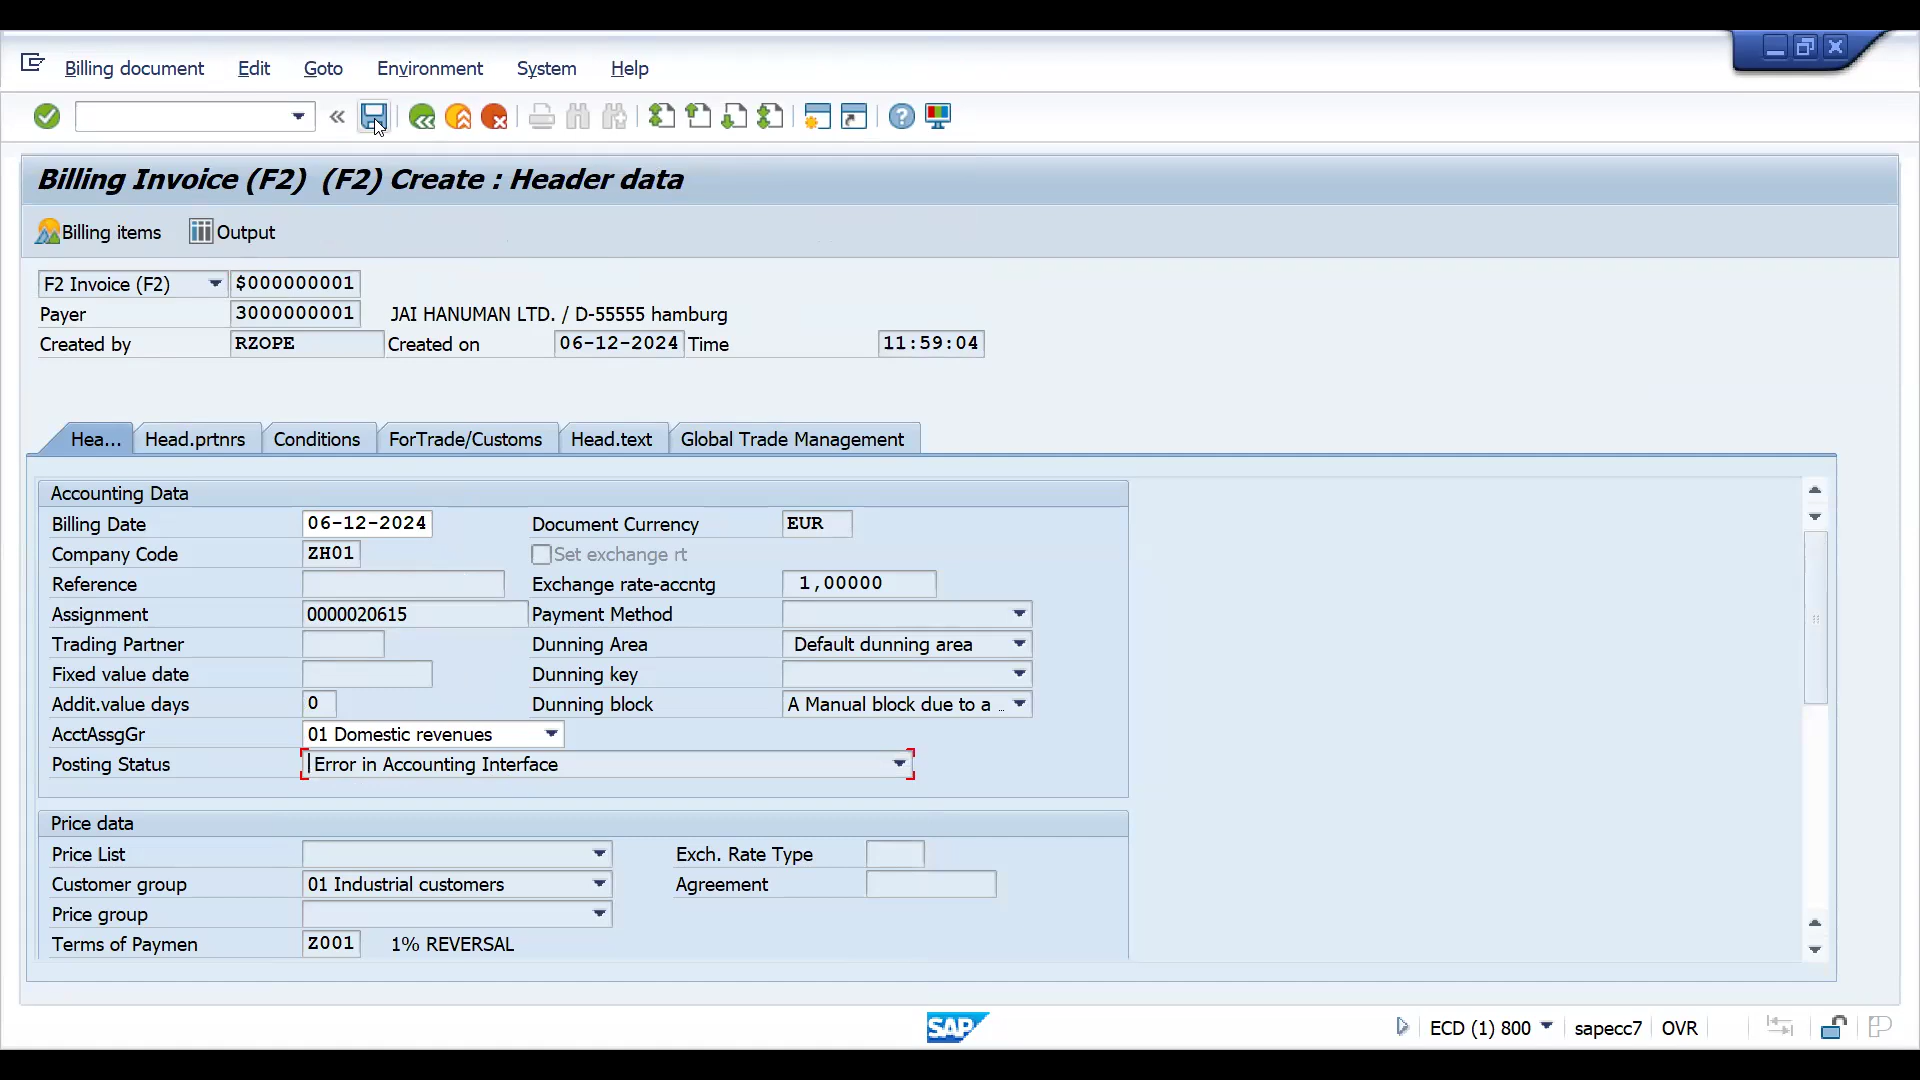 Billing document Edit Goto Environment System Help
Billing Invoice (F2) (F2) Create : Header data
Billing items Output
F2 Invoice (F2) $000000001
Payer 3000000001 JAI HANUMAN LTD. / D-55555 hamburg
Created by RZOPE Created on 06-12-2024 Time 11:59:04
Hea... Head.prtnrs Conditions ForTrade/Customs Head.text Global Trade Management
Accounting Data
Billing Date 06-12-2024 Document Currency EUR
Company Code ZH01 Set exchange rt
Reference Exchange rate-accntg 1,00000
Assignment 0000020615 Payment Method
Trading Partner Dunning Area Default dunning area
Fixed value date Dunning key
Addit.value days 0 Dunning block A Manual block due to a ..
AcctAssgGr 01 Domestic revenues
Posting Status Error in Accounting Interface
Price data
Price List Exch. Rate Type
Customer group 01 Industrial customers Agreement
Price group
Terms of Paymen Z001 1% REVERSAL
SAP ECD (1) 800 sapecc7 OVR